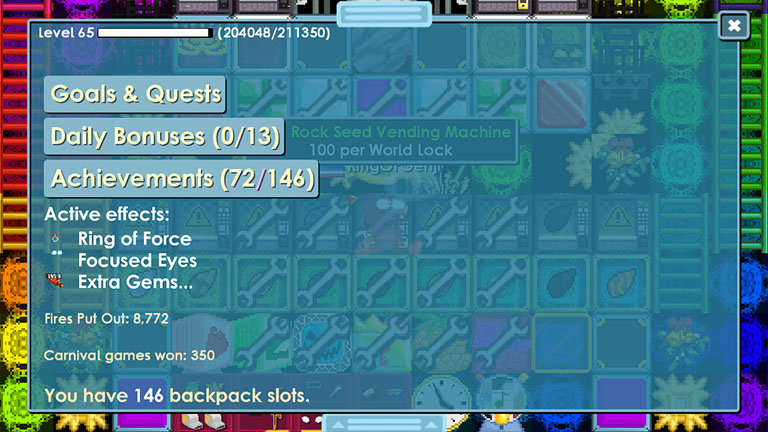 Level 65 (204048/211350)
Goals & Quests
Daily Bonuses (0/13)
Rock Seed Vending Machine
100 per World Lock
Achievements (72/146)
Active effects:
Ring of Force
Focused Eyes
Extra Gems...
Fires Put Out: 8,772
Carnival games won: 350
You have 146 backpack slots.